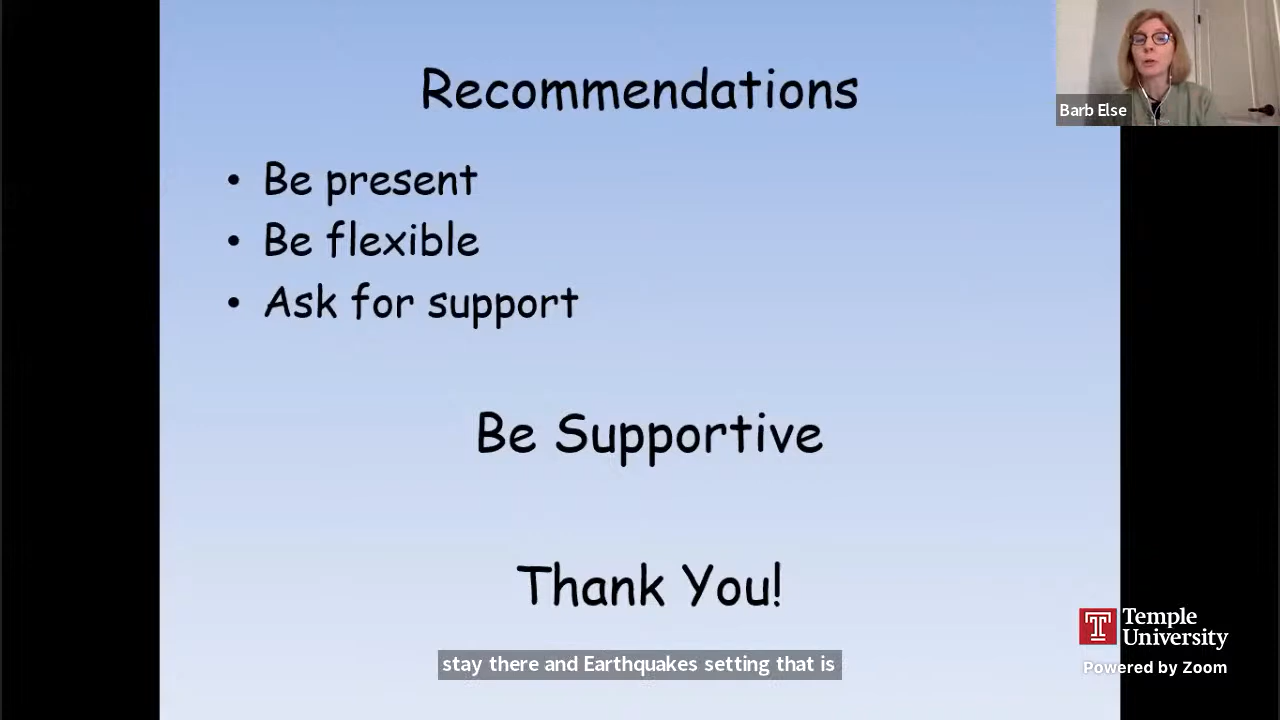 Recommendations
• Be present
• Be flexible
• Ask for support
Be Supportive
Thank You!
Barb Else
stay there and Earthquakes setting that is
Temple
University
Powered by Zoom